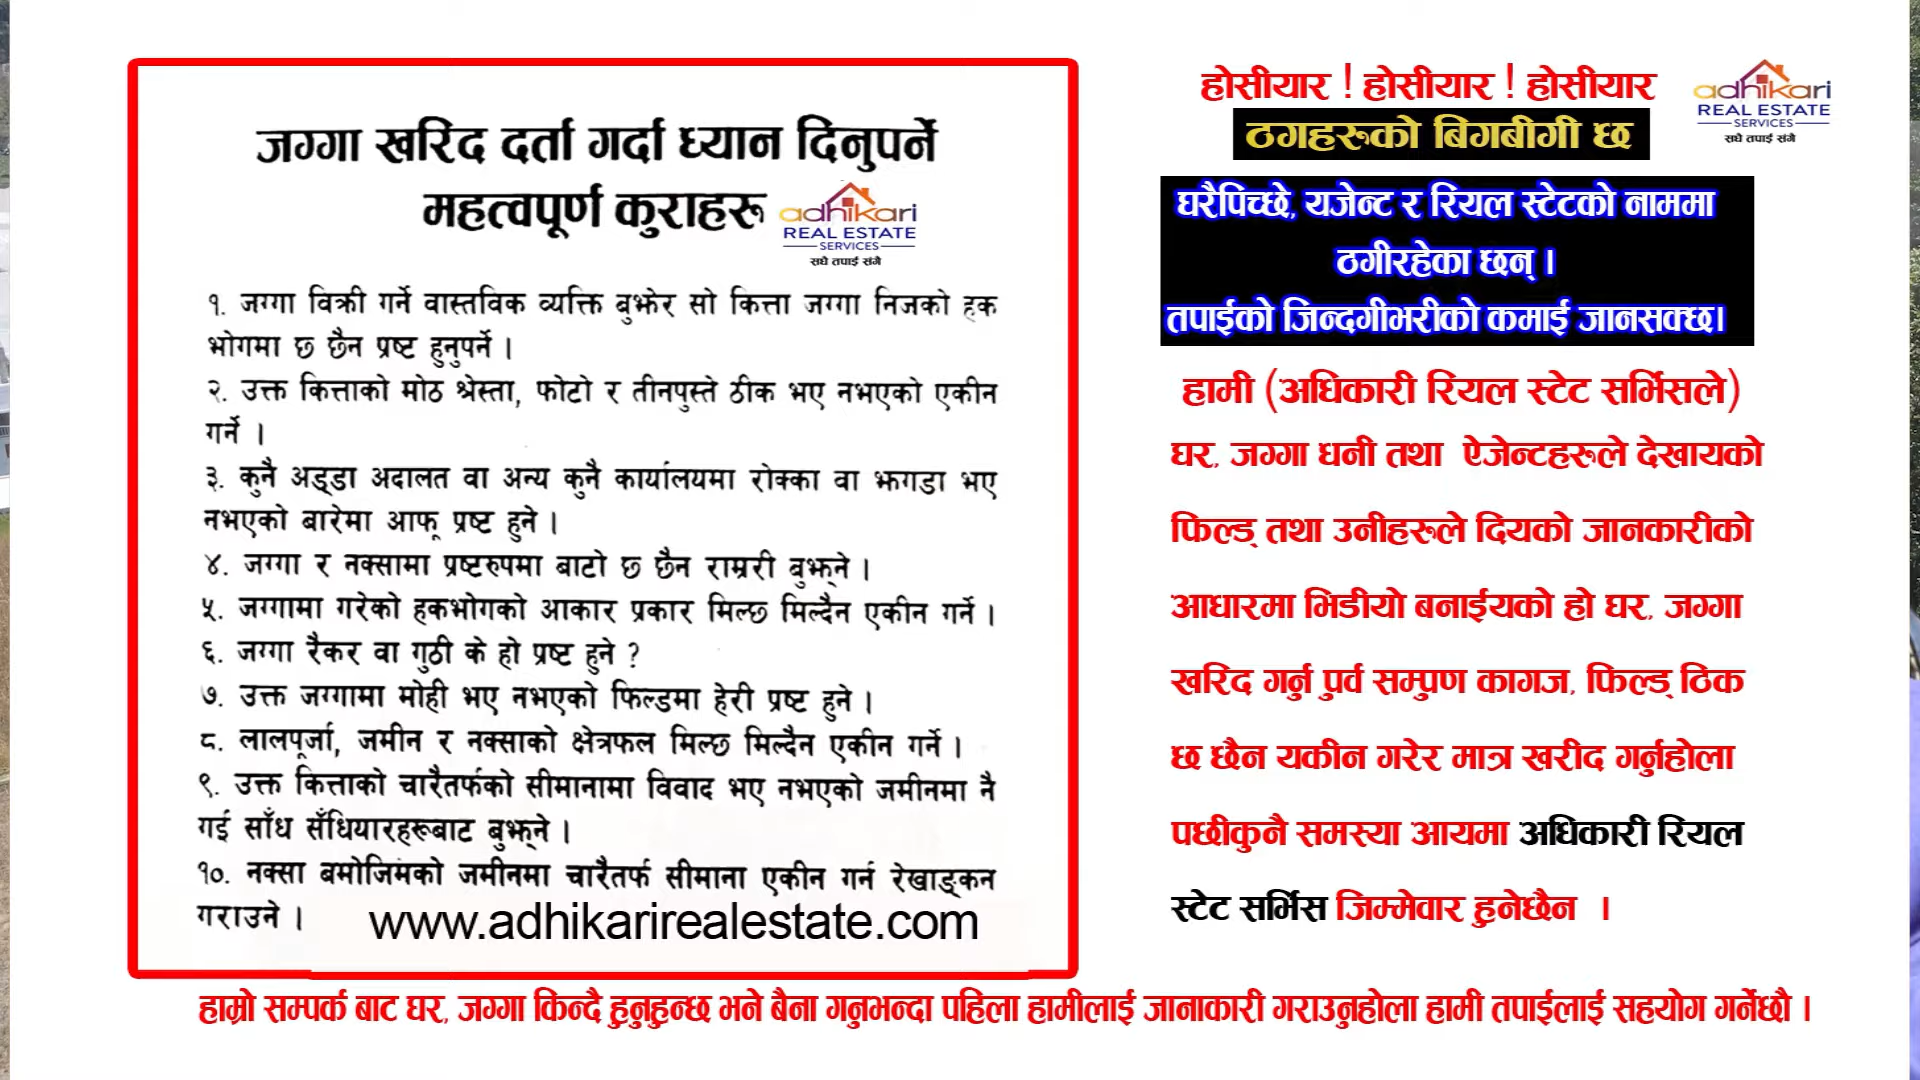 जग्गा खरिद दर्ता गर्दा ध्यान दिनुपर्ने
महत्वपूर्ण कुराहरु
adhikari
REAL ESTATE
SERVICES
सधै तपाई संगै
१. जग्गा विक्री गर्ने वास्तविक व्यक्ति बुझेर सो कित्ता जग्गा निजको हक
भोगमा छ छैन प्रष्ट हुनुपर्ने ।
२. उक्त कित्ताको मोठ श्रेस्ता, फोटो र तीनपुस्ते ठीक भए नभएको एकीन
गर्ने ।
३. कुनै अड्डा अदालत वा अन्य कुनै कार्यालयमा रोक्का वा झगडा भए
नभएको बारेमा आफू प्रष्ट हुने ।
४. जग्गा र नक्सामा प्रष्टरुपमा बाटो छ छैन राम्ररी बुझ्ने ।
५. जग्गामा गरेको हकभोगको आकार प्रकार मिल्छ मिल्दैन एकीन गर्ने ।
६. जग्गा रैकर वा गुठी के हो प्रष्ट हुने ?
७. उक्त जग्गामा मोही भए नभएको फिल्डमा हेरी प्रष्ट हुने ।
८. लालपूर्जा, जमीन र नक्साको क्षेत्रफल मिल्छ मिल्दैन एकीन गर्ने ।
९. उक्त कित्ताको चारैतर्फको सीमानामा विवाद भए नभएको जमीनमा नै
गई साँध सँधियारहरूबाट बुझ्ने ।
१०. नक्सा बमोजिमको जमीनमा चारैतर्फ सीमाना एकीन गर्न रेखाङ्कन
गराउने ।
www.adhikarirealestate.com
होसीयार ! होसीयार ! होसीयार
ठगहरुको बिगबीगी छ
adhikari
REAL ESTATE
SERVICES
सधै तपाई संगै
घरैपिच्छे, यजेन्ट र रियल स्टेटको नाममा
ठगीरहेका छन् ।
तपाईको जिन्दगीभरीको कमाई जानसक्छ।
हामी (अधिकारी रियल स्टेट सर्भिसले)
घर, जग्गा धनी तथा ऐजेन्टहरुले देखायको
फिल्ड् तथा उनीहरुले दियको जानकारीको
आधारमा भिडीयो बनाईयको हो घर, जग्गा
खरिद गर्नु पुर्व सम्पुण कागज, फिल्ड् ठिक
छ छैन यकीन गरेर मात्र खरीद गर्नुहोला
पछीकुनै समस्या आयमा अधिकारी रियल
स्टेट सर्भिस जिम्मेवार हुनेछैन ।
हाम्रो सम्पर्क बाट घर, जग्गा किन्दै हुनुहुन्छ भने बैना गनुभन्दा पहिला हामीलाई जानाकारी गराउनुहोला हामी तपाईलाई सहयोग गर्नेछौ ।